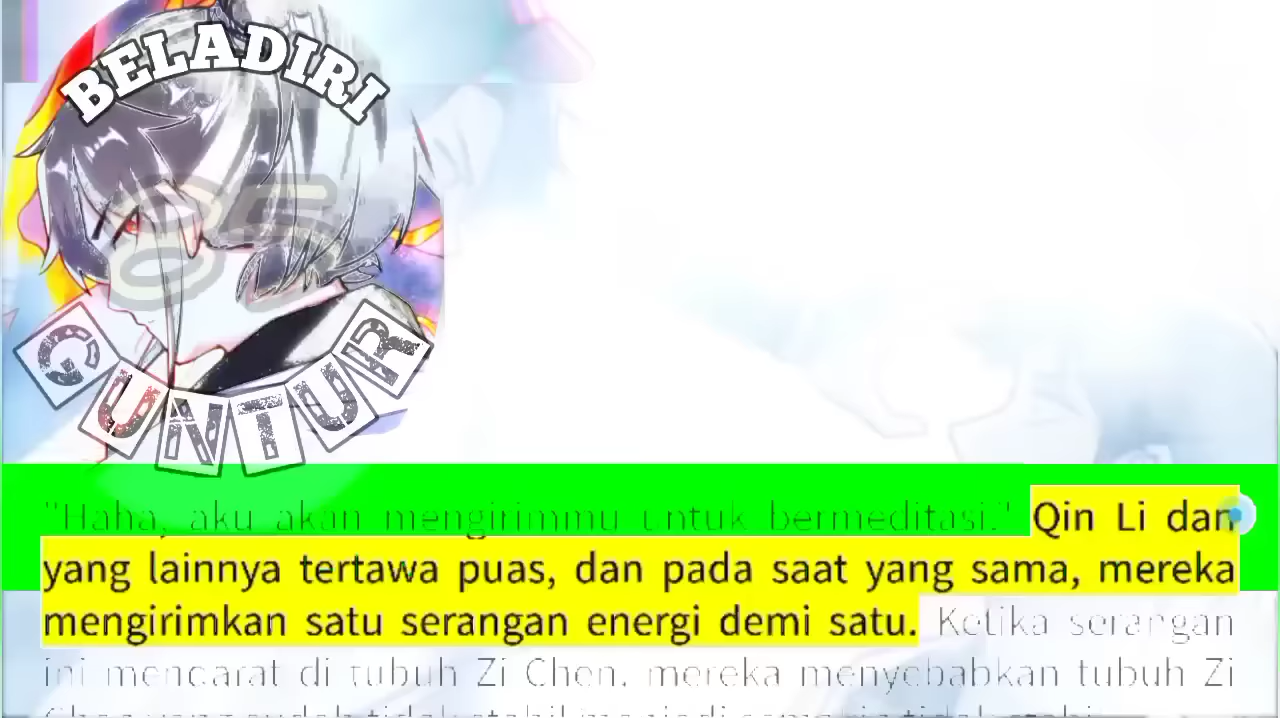 BELADIRI
85
GUNTUR
"Haha, aku akan mengirimmu untuk bermeditasi." Qin Li dan
yang lainnya tertawa puas, dan pada saat yang sama, mereka
mengirimkan satu serangan energi demi satu. Ketika serangan
ini mendarat di tubuh Zi Chen, mereka menyebabkan tubuh Zi